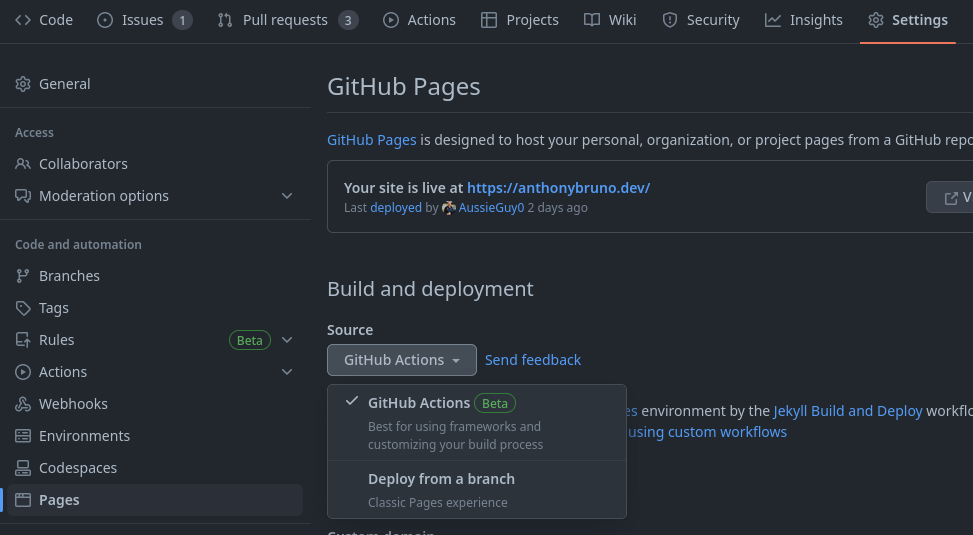 Code Issues 1 Pull requests 3 Actions Projects Wiki Security Insights Settings
General
Access
Collaborators
Moderation options
Code and automation
Branches
Tags
Rules Beta
Actions
Webhooks
Environments
Codespaces
Pages
GitHub Pages
GitHub Pages is designed to host your personal, organization, or project pages from a GitHub repo
Your site is live at https://anthonybruno.dev/
Last deployed by AussieGuy0 2 days ago
V
Build and deployment
Source
GitHub Actions Send feedback
GitHub Actions Beta
Best for using frameworks and
customizing your build process
Deploy from a branch
Classic Pages experience
es environment by the Jekyll Build and Deploy workflo
using custom workflows
Custom domain